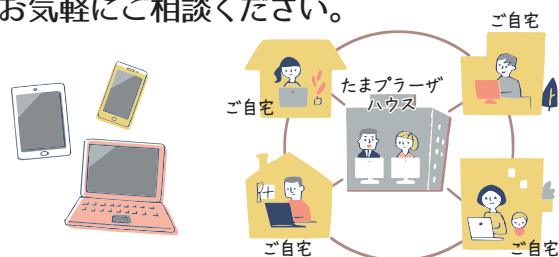 お気軽にご相談ください。
ご自宅
ご自宅
たまプラーザ
ハウス
ご自宅
ご自宅